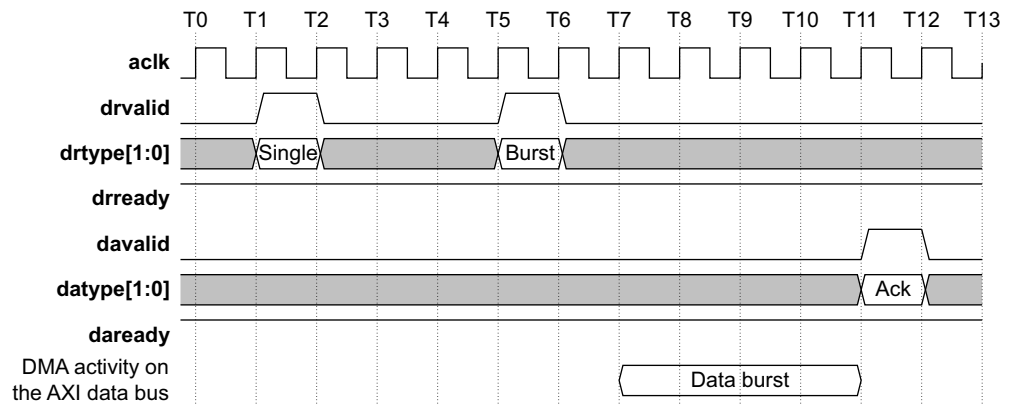 T0 T1 T2 T3 T4 T5 T6 T7 T8 T9 T10 T11 T12 T13
aclk
drvalid
drtype[1:0] Single Burst
drready
davalid
datype[1:0] Ack
daready
DMA activity on
the AXI data bus
Data burst